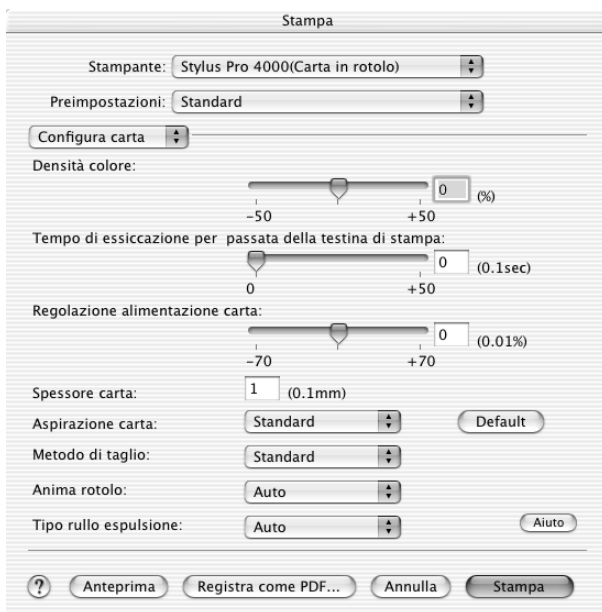 Stampa
Stampante: Stylus Pro 4000(Carta in rotolo)
Preimpostazioni: Standard
Configura carta
Densità colore:
0 (%)
-50 +50
Tempo di essiccazione per passata della testina di stampa:
0 (0.1sec)
0 +50
Regolazione alimentazione carta:
0 (0.01%)
-70 +70
Spessore carta: 1 (0.1mm)
Aspirazione carta: Standard Default
Metodo di taglio: Standard
Anima rotolo: Auto
Tipo rullo espulsione: Auto Aiuto
? Anteprima Registra come PDF... Annulla Stampa